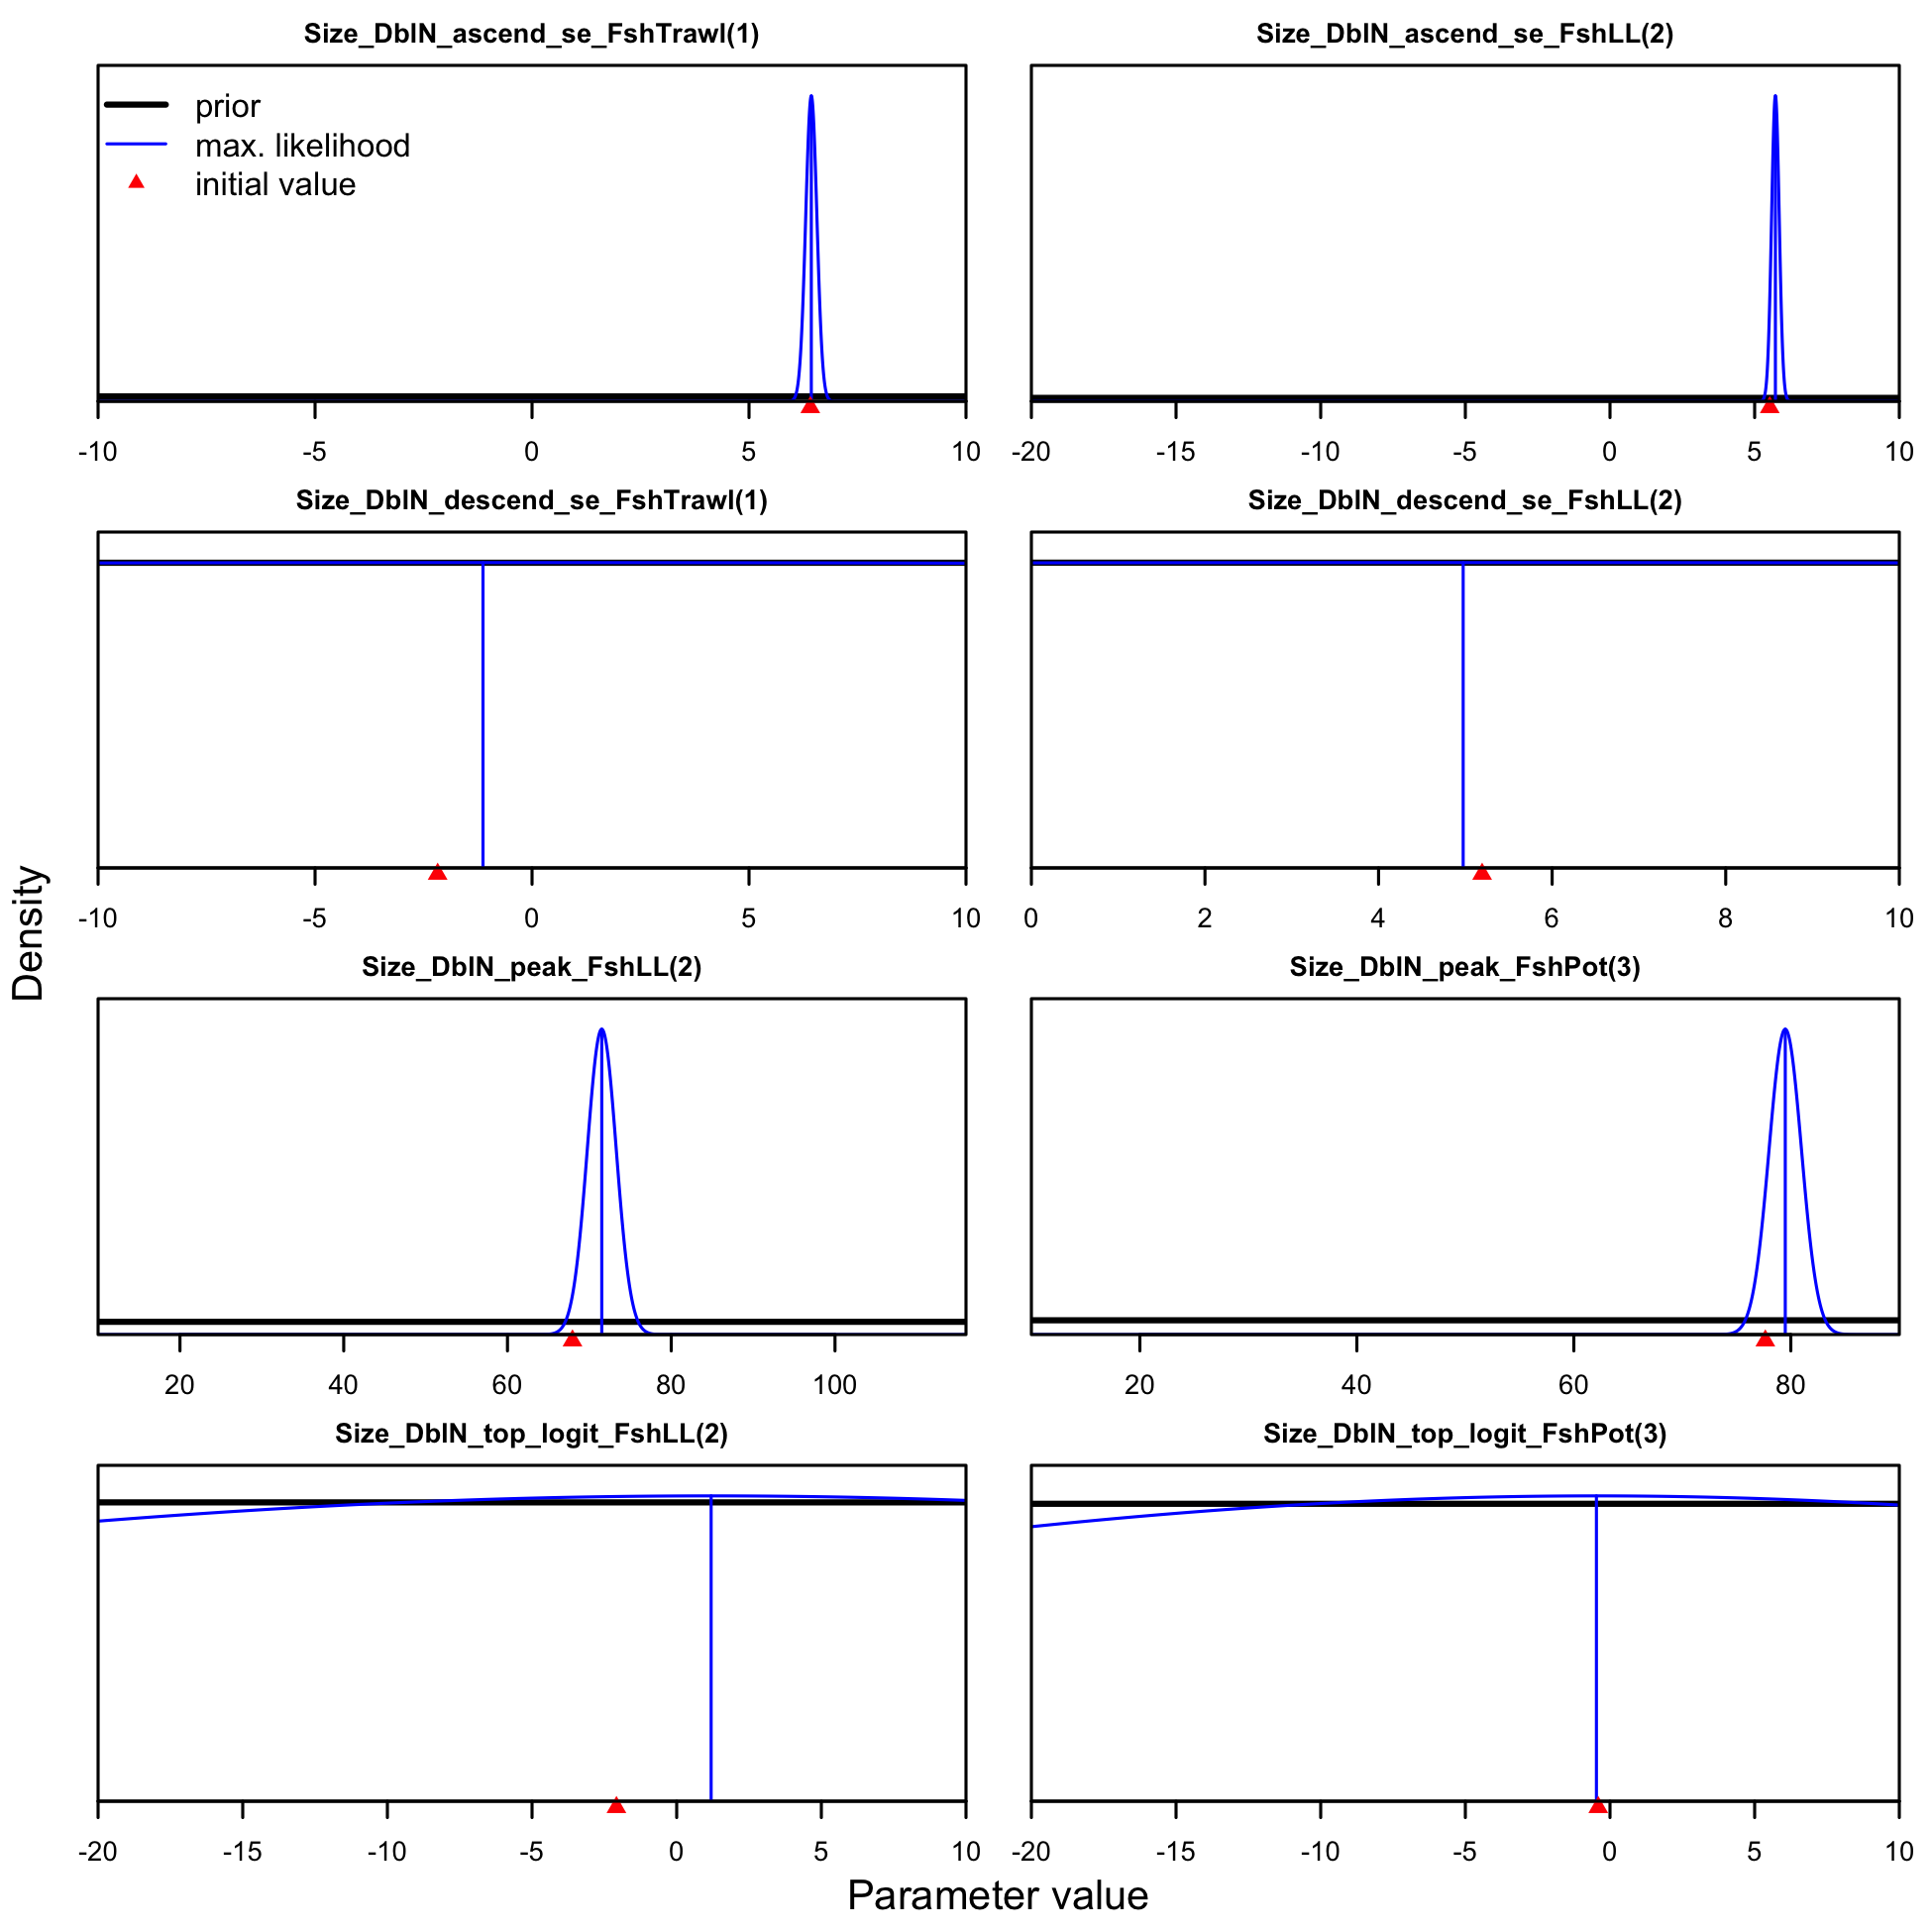 Size_DblN_ascend_se_FshTrawl(1)
Size_DblN_ascend_se_FshLL(2)
prior
max. likelihood
initial value
-10 -5 0 5 10
-20 -15 -10 -5 0 5 10
Size_DblN_descend_se_FshTrawl(1)
Size_DblN_descend_se_FshLL(2)
-10 -5 0 5 10
0 2 4 6 8 10
Density
Size_DblN_peak_FshLL(2)
Size_DblN_peak_FshPot(3)
20 40 60 80 100
20 40 60 80
Size_DblN_top_logit_FshLL(2)
Size_DblN_top_logit_FshPot(3)
-20 -15 -10 -5 0 5 10
-20 -15 -10 -5 0 5 10
Parameter value